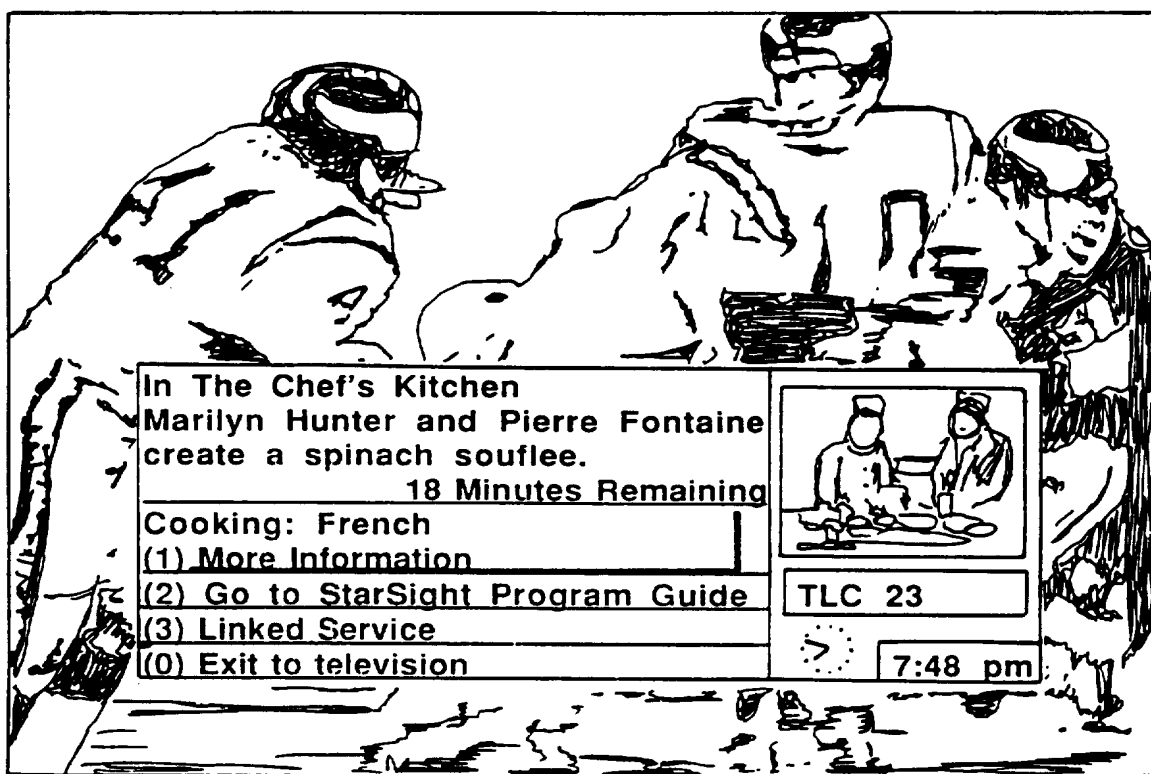 In The Chef's Kitchen
Marilyn Hunter and Pierre Fontaine
create a spinach souflee.
18 Minutes Remaining
Cooking: French
(1) More Information
(2) Go to StarSight Program Guide
(3) Linked Service
(0) Exit to television
TLC 23
7:48 pm